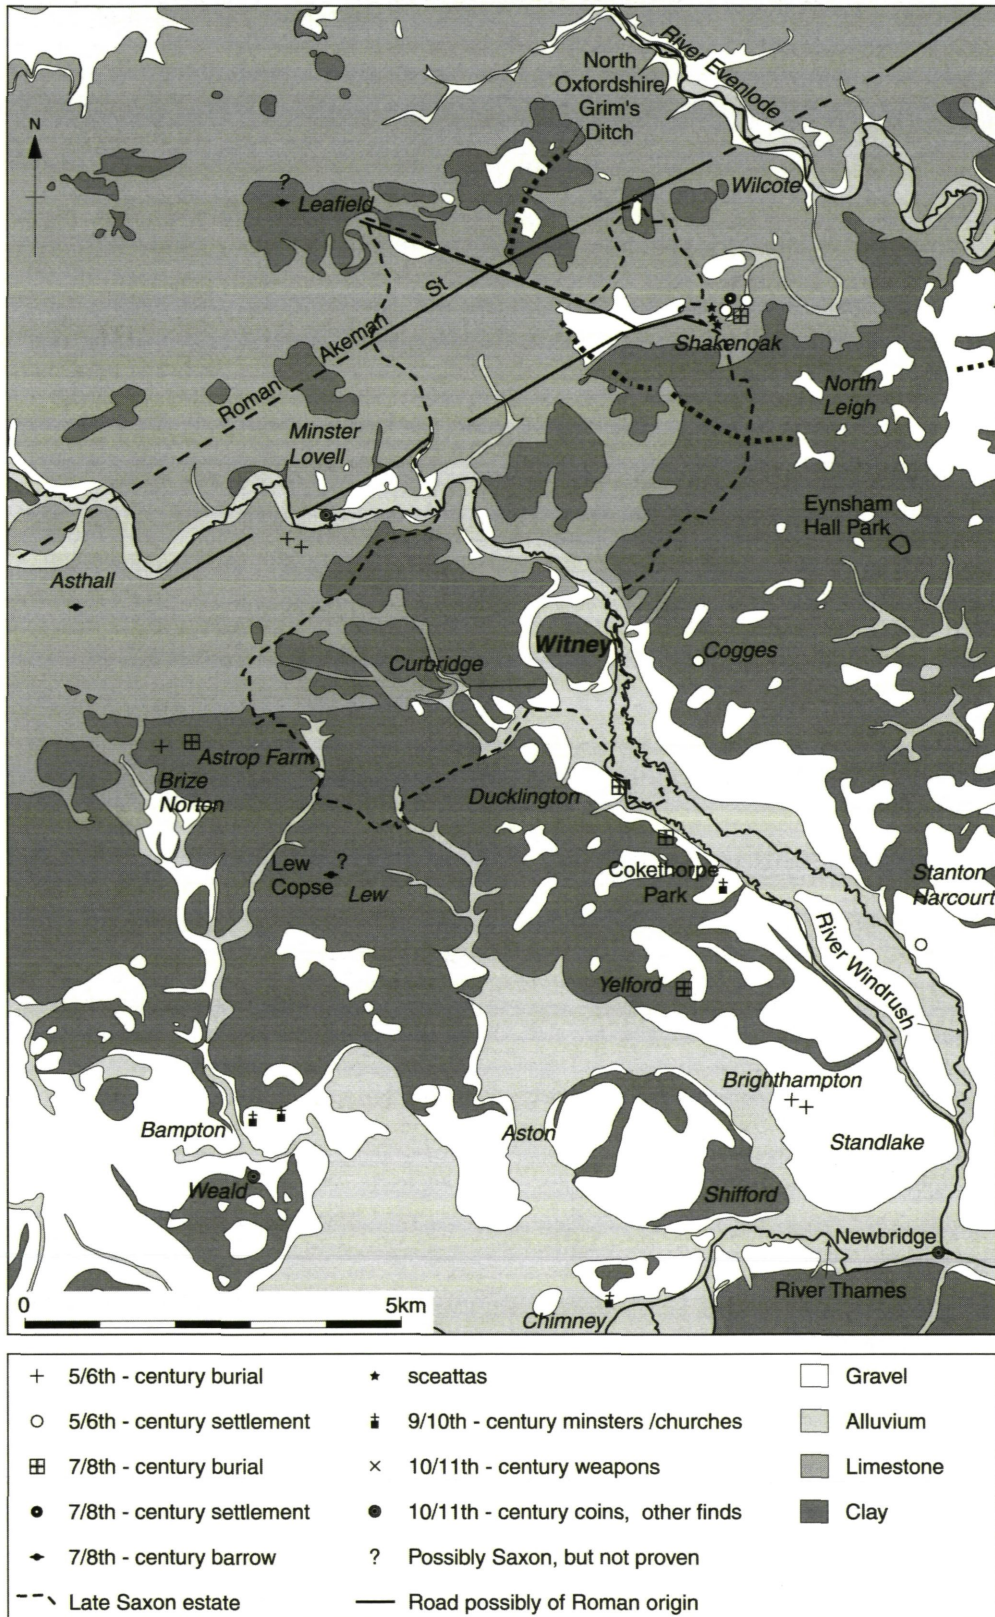 River Evenlode
North
Oxfordshire
Grim's
Ditch
N
?
Leafield
Wilcote
Roman Akeman St
Shakenoak
North
Leigh
Minster
Lovell
Eynsham
Hall Park
Asthall
Witney
Cogges
Curbridge
Astrop Farm
Brize
Norton
Ducklington
Lew
Copse
?
Lew
Cokethorpe
Park
Stanton
Harcourt
River Windrush
Yelford
Brighthampton
Bampton
Aston
Standlake
Weald
Shifford
Newbridge
River Thames
Chimney
0 5km
5/6th - century burial
5/6th - century settlement
7/8th - century burial
7/8th - century settlement
7/8th - century barrow
Late Saxon estate
sceattas
9/10th - century minsters /churches
10/11th - century weapons
10/11th - century coins, other finds
? Possibly Saxon, but not proven
Road possibly of Roman origin
Gravel
Alluvium
Limestone
Clay